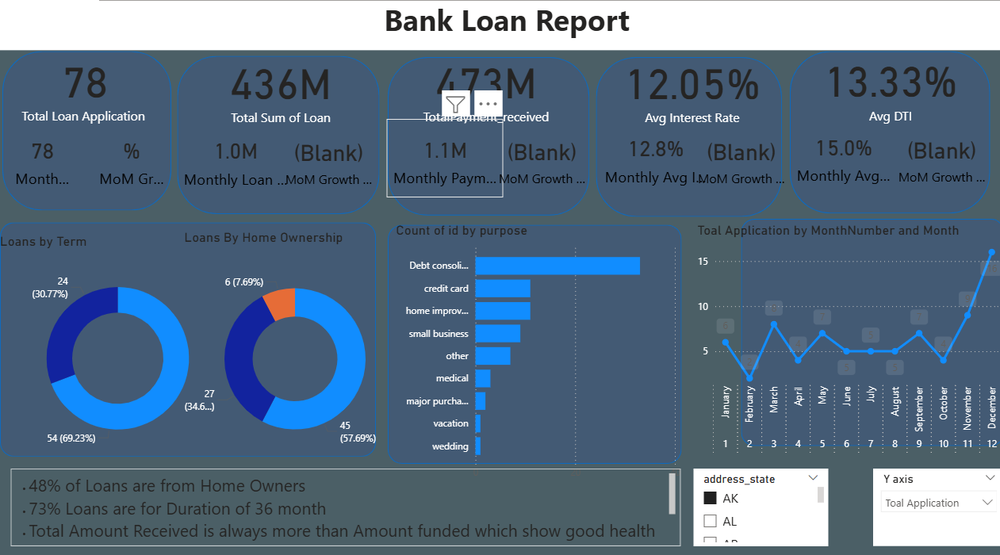 Bank Loan Report
78
Total Loan Application
78
Month...
%
MoM Gr...
436M
Total Sum of Loan
1.0M
Monthly Loan ...
(Blank)
MoM Growth ...
473M
TotalPayment_received
1.1M
Monthly Paym...
(Blank)
MoM Growth ...
12.05%
Avg Interest Rate
12.8%
Monthly Avg I...
(Blank)
MoM Growth ...
13.33%
Avg DTI
15.0%
Monthly Avg...
(Blank)
MoM Growth ...
Loans by Term
24
(30.77%)
54 (69.23%)
Loans By Home Ownership
6 (7.69%)
27
(34.6...)
45
(57.69%)
Count of id by purpose
Debt consoli...
credit card
home improv...
small business
other
medical
major purcha...
vacation
wedding
Toal Application by MonthNumber and Month
15
10
5
January
February
March
April
May
June
July
August
September
October
November
December
1
2
3
4
5
6
7
8
9
10
11
12
48% of Loans are from Home Owners
73% Loans are for Duration of 36 month
Total Amount Received is always more than Amount funded which show good health
address_state
AK
AL
Y axis
Toal Application